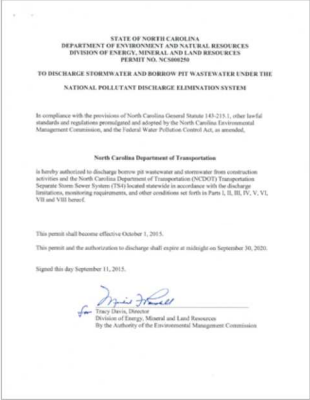 STATE OF NORTH CAROLINA
DEPARTMENT OF ENVIRONMENT AND NATURAL RESOURCES
DIVISION OF ENERGY, MINERAL AND LAND RESOURCES
PERMIT NO. NCS000250
TO DISCHARGE STORMWATER AND BORROW PIT WASTEWATER UNDER THE
NATIONAL POLLUTANT DISCHARGE ELIMINATION SYSTEM
In compliance with the provisions of North Carolina General Statute 143-215.1, other lawful
standards and regulations promulgated and adopted by the North Carolina Environmental
Management Commission, and the Federal Water Pollution Control Act, as amended,
North Carolina Department of Transportation
is hereby authorized to discharge borrow pit wastewater and stormwater from construction
activities and the North Carolina Department of Transportation (NCDOT) Transportation
Separate Storm Sewer System (TS4) located statewide in accordance with the discharge
limitations, monitoring requirements, and other conditions set forth in Parts I, II, III, IV, V, VI,
VII and VIII hereof.
This permit shall become effective October 1, 2015.
This permit and the authorization to discharge shall expire at midnight on September 30, 2020.
Signed this day September 11, 2015.
for Tracy Davis, Director
Division of Energy, Mineral and Land Resources
By the Authority of the Environmental Management Commission